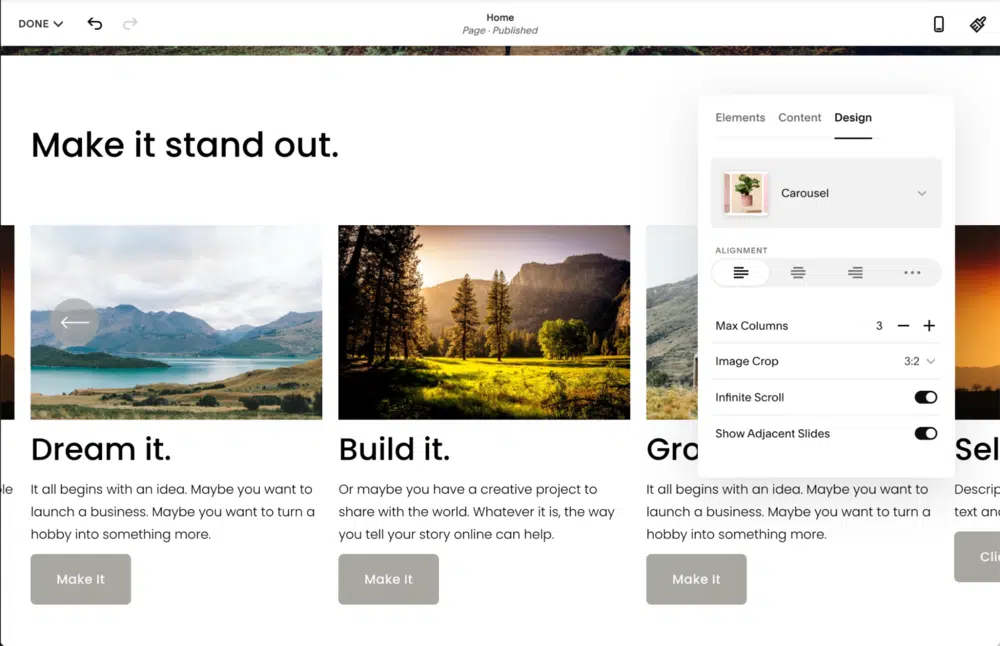 DONE
Home
Page · Published
Make it stand out.
Elements Content Design
Carousel
ALIGNMENT
Max Columns 3
Image Crop 3:2
Infinite Scroll
Show Adjacent Slides
Dream it.
It all begins with an idea. Maybe you want to
launch a business. Maybe you want to turn a
hobby into something more.
Make It
Build it.
Or maybe you have a creative project to
share with the world. Whatever it is, the way
you tell your story online can help.
Make It
Gro
It all begins with an idea. Maybe you want to
launch a business. Maybe you want to turn a
hobby into something more.
Make It
Sel
Descrip
text and
Clic